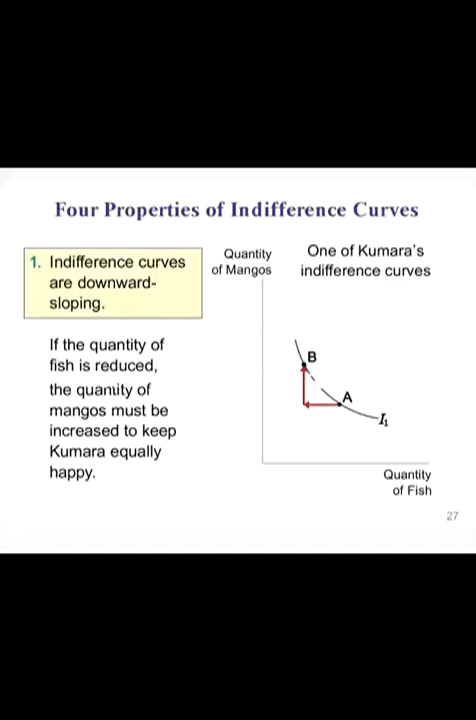 Four Properties of Indifference Curves
1. Indifference curves
are downward-
sloping.
If the quantity of
fish is reduced,
the quantity of
mangos must be
increased to keep
Kumara equally
happy.
Quantity
of Mangos
One of Kumara's
indifference curves
B
A
I₁
Quantity
of Fish
27